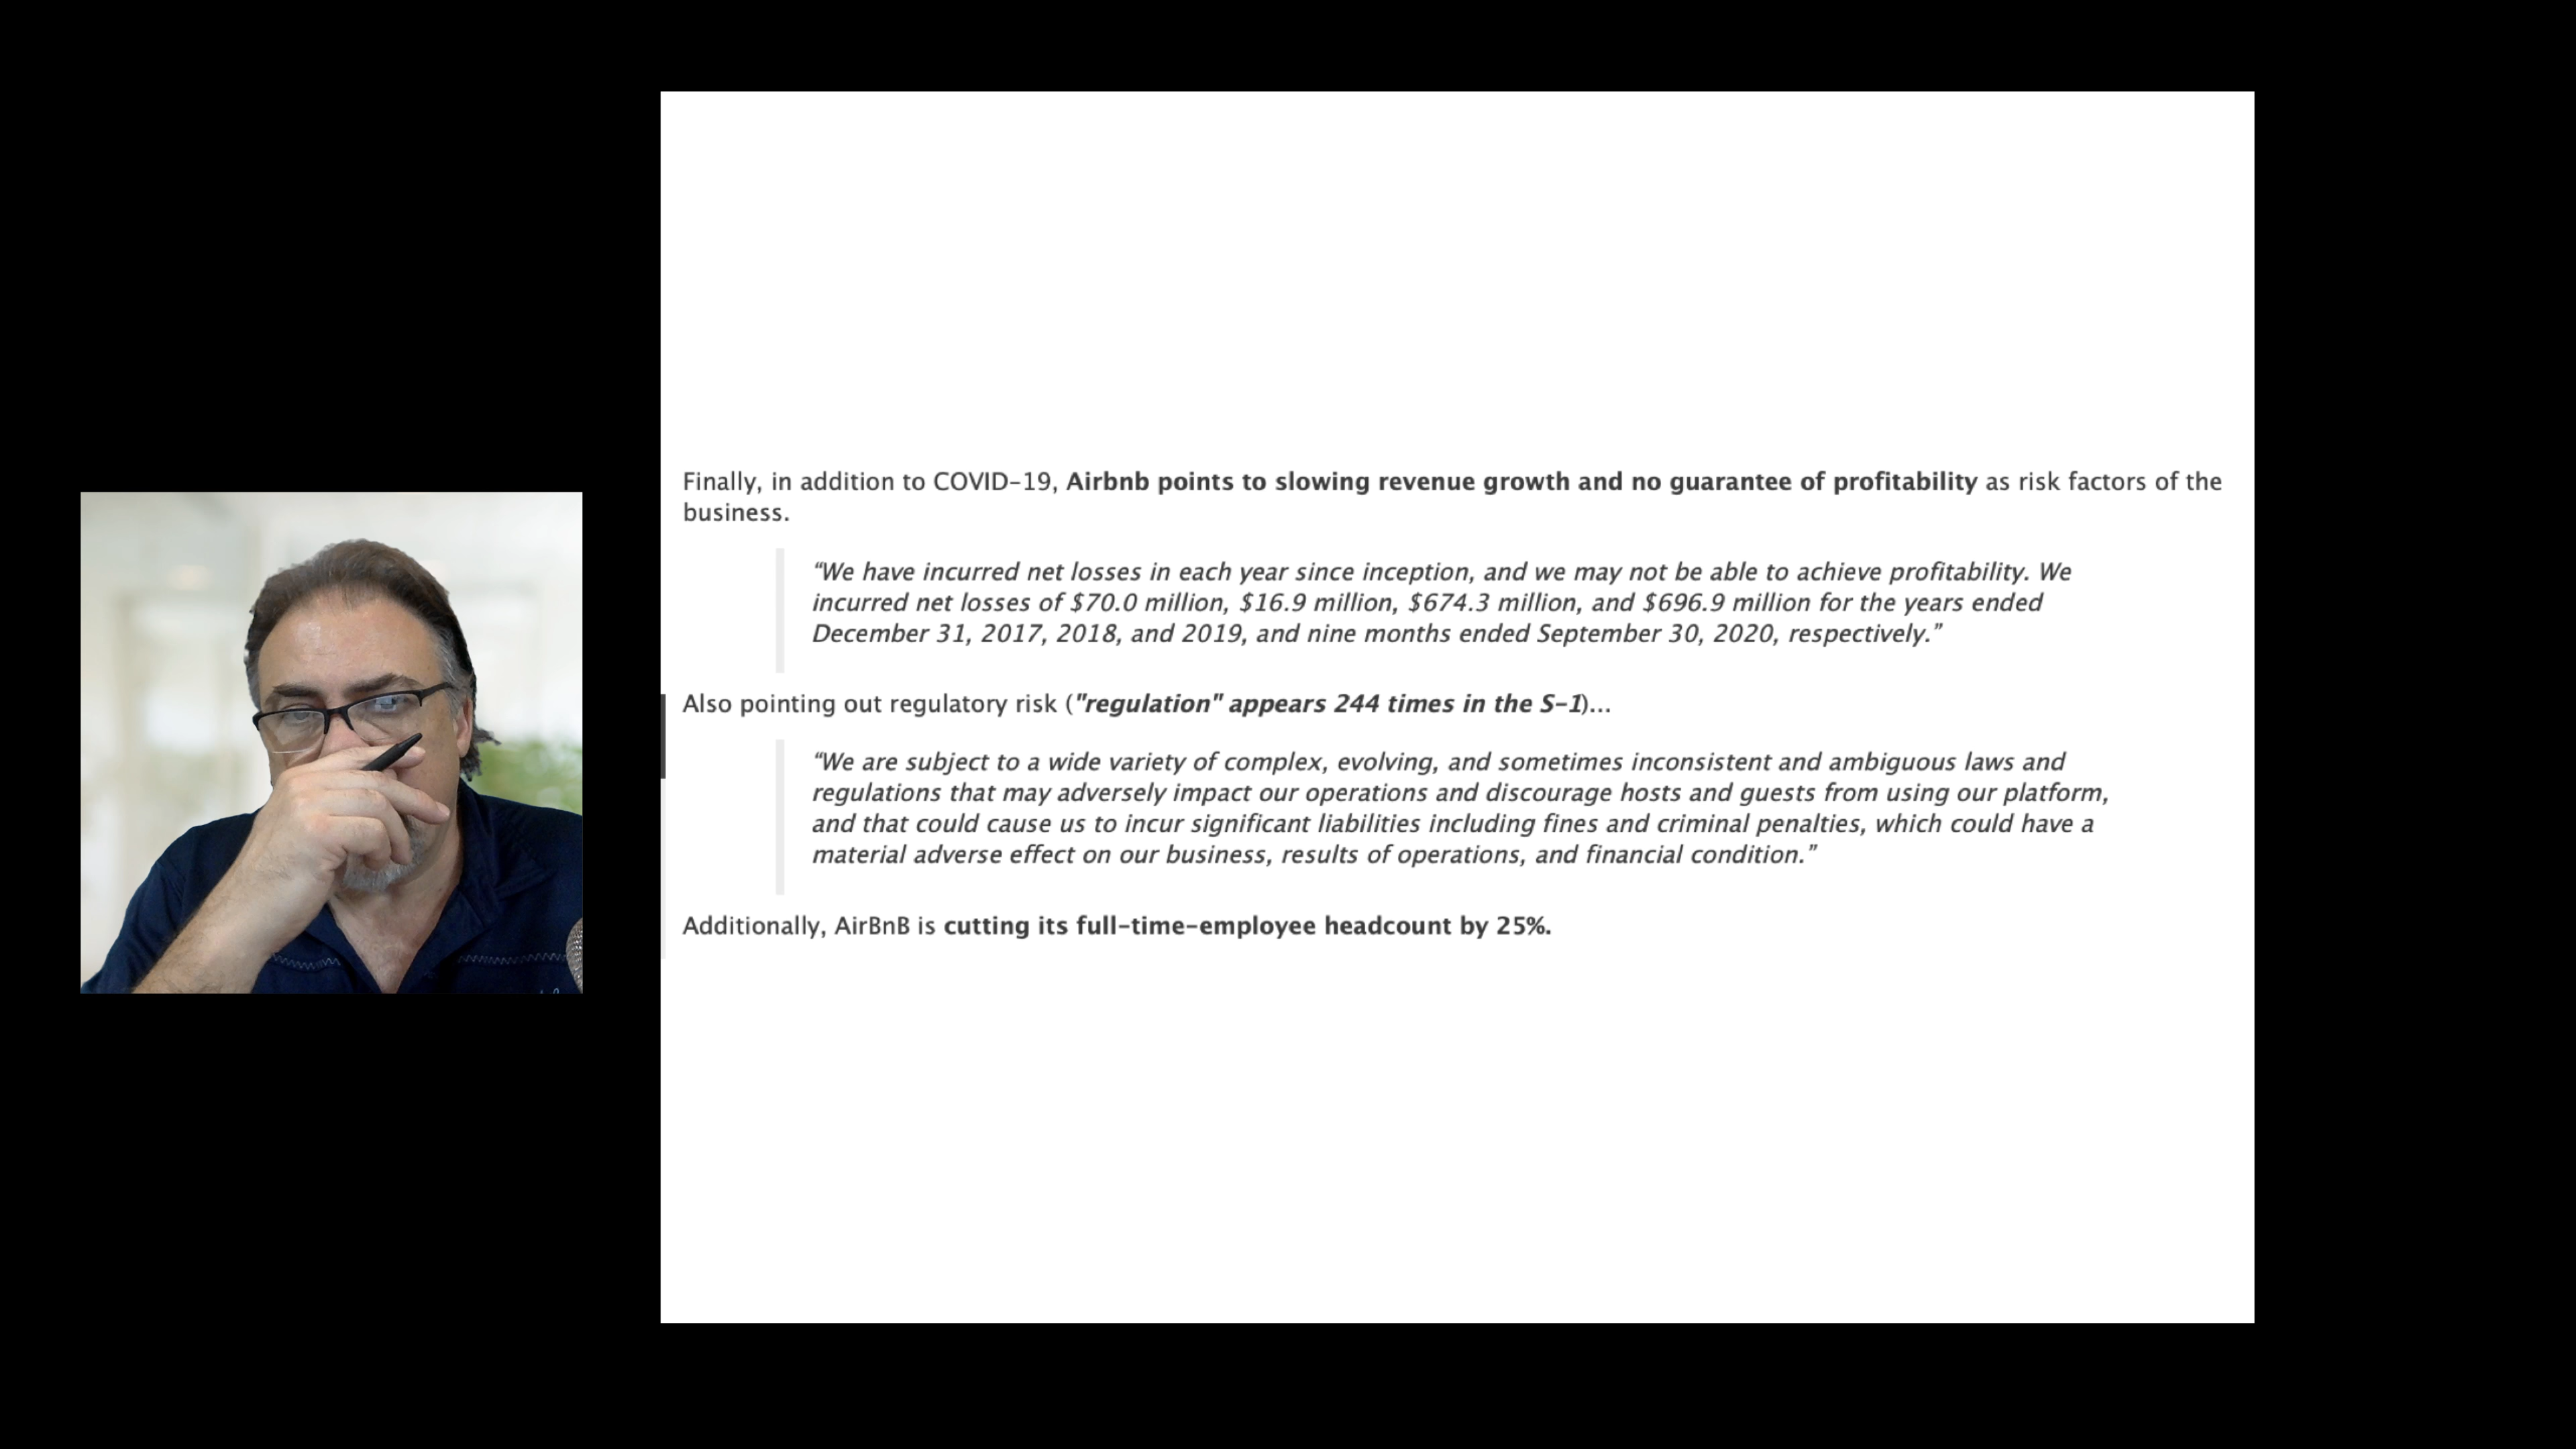 Finally, in addition to COVID-19, Airbnb points to slowing revenue growth and no guarantee of profitability as risk factors of the
business.
“We have incurred net losses in each year since inception, and we may not be able to achieve profitability. We
incurred net losses of $70.0 million, $16.9 million, $674.3 million, and $696.9 million for the years ended
December 31, 2017, 2018, and 2019, and nine months ended September 30, 2020, respectively.”
Also pointing out regulatory risk ("regulation" appears 244 times in the S-1)...
“We are subject to a wide variety of complex, evolving, and sometimes inconsistent and ambiguous laws and
regulations that may adversely impact our operations and discourage hosts and guests from using our platform,
and that could cause us to incur significant liabilities including fines and criminal penalties, which could have a
material adverse effect on our business, results of operations, and financial condition.”
Additionally, AirBnB is cutting its full-time-employee headcount by 25%.